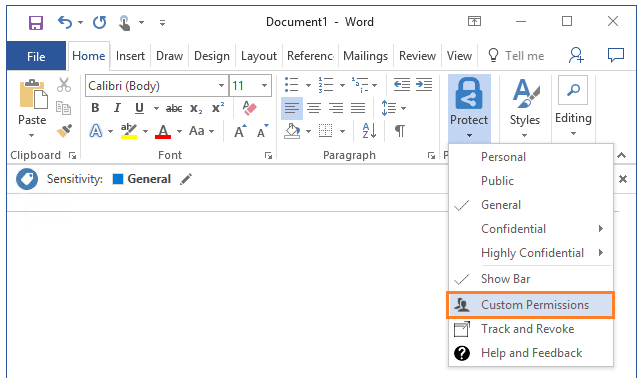 Document1 - Word
File Home Insert Draw Design Layout Referenc Mailings Review View Tell me
Calibri (Body) 11
B I U abc x₂ x² A A Aa A A
Paste Protect Styles Editing
Clipboard Font Paragraph P
Sensitivity: General
Personal
Public
General
Confidential
Highly Confidential
Show Bar
Custom Permissions
Track and Revoke
Help and Feedback